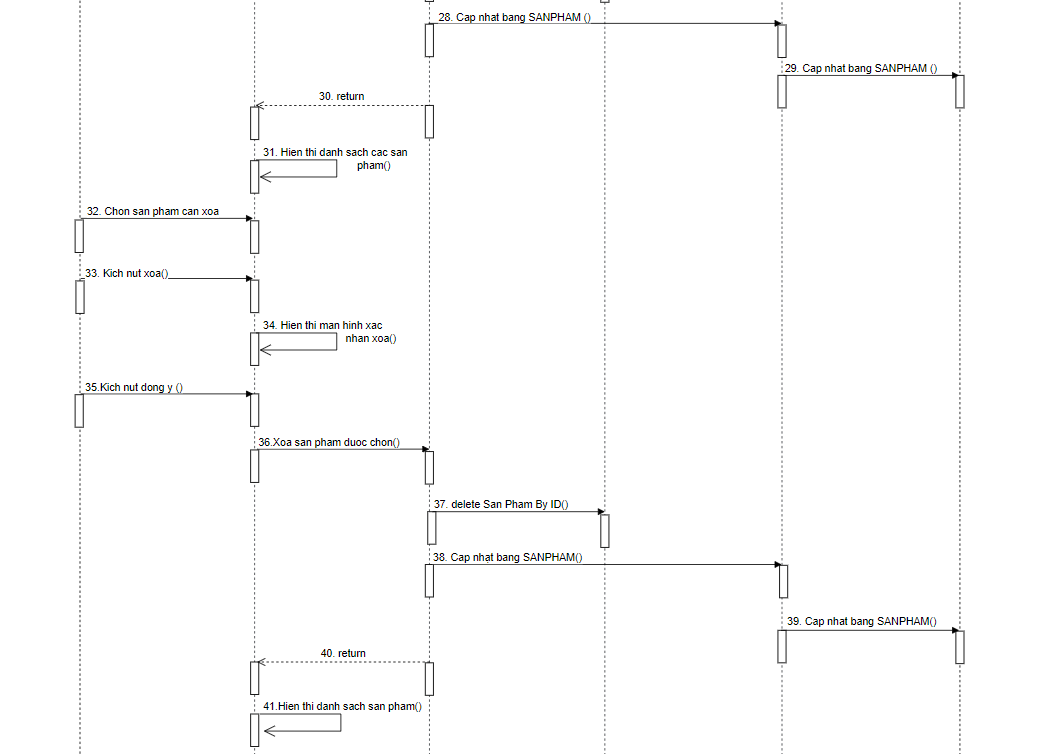 28. Cap nhat bang SANPHAM ()
29. Cap nhat bang SANPHAM ()
30. return
31. Hien thi danh sach cac san
pham()
32. Chon san pham can xoa
33. Kich nut xoa()
34. Hien thi man hinh xac
nhan xoa()
35.Kich nut dong y ()
36.Xoa san pham duoc chon()
37. delete San Pham By ID()
38. Cap nhat bang SANPHAM()
39. Cap nhat bang SANPHAM()
40. return
41.Hien thi danh sach san pham()